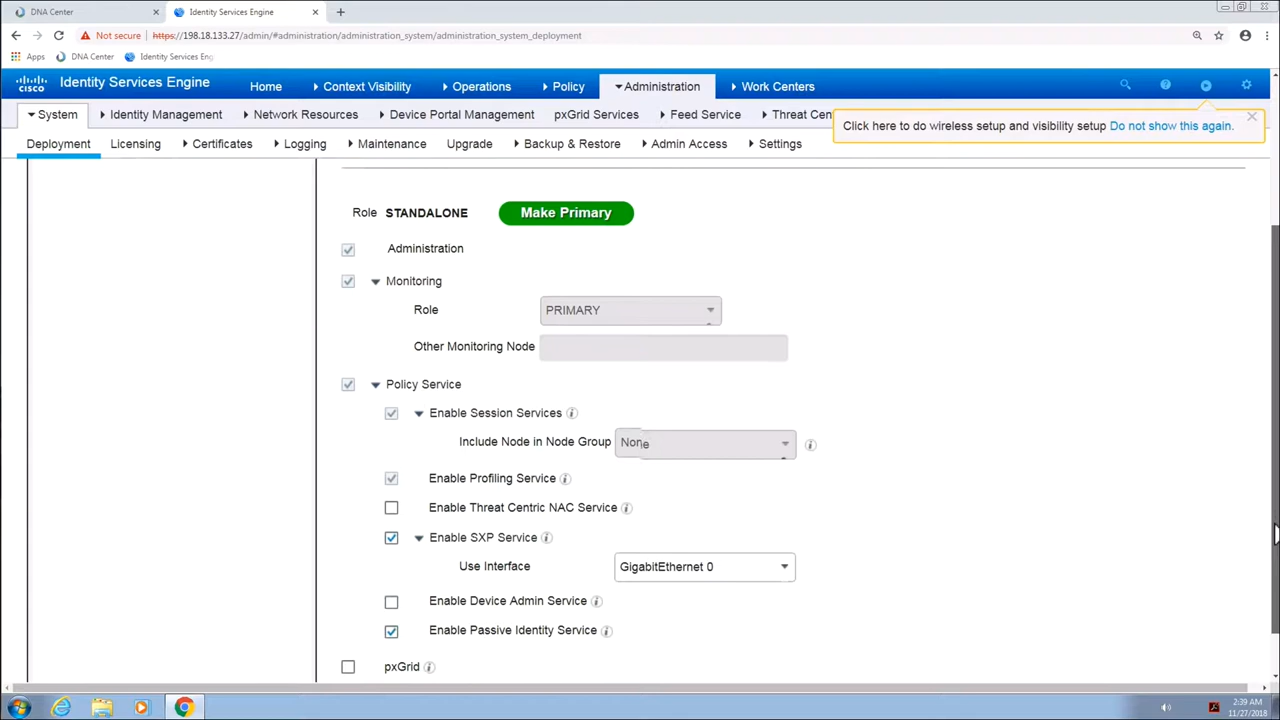 DNA Center
Identity Services Engine
Not secure https://198.18.133.27/admin/#administration/administration_system/administration_system_deployment
Apps DNA Center Identity Services Eng
cisco Identity Services Engine Home Context Visibility Operations Policy Administration Work Centers
System Identity Management Network Resources Device Portal Management pxGrid Services Feed Service Threat Cen
Click here to do wireless setup and visibility setup Do not show this again.
Deployment Licensing Certificates Logging Maintenance Upgrade Backup & Restore Admin Access Settings
Role STANDALONE Make Primary
Administration
Monitoring
Role PRIMARY
Other Monitoring Node
Policy Service
Enable Session Services
Include Node in Node Group None
Enable Profiling Service
Enable Threat Centric NAC Service
Enable SXP Service
Use Interface GigabitEthernet 0
Enable Device Admin Service
Enable Passive Identity Service
pxGrid
2:39 AM
11/27/2018